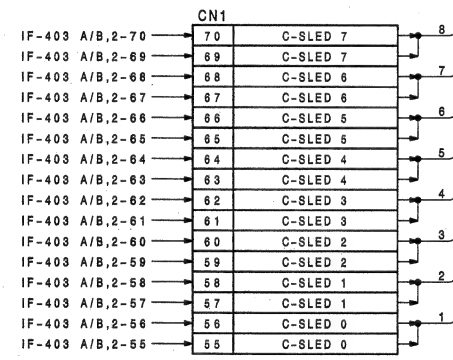 CN1
IF-403 A/B,2-70 70 C-SLED 7 8
IF-403 A/B,2-69 69 C-SLED 7
IF-403 A/B,2-68 68 C-SLED 6 7
IF-403 A/B,2-67 67 C-SLED 6
IF-403 A/B,2-66 66 C-SLED 5 6
IF-403 A/B,2-65 65 C-SLED 5
IF-403 A/B,2-64 64 C-SLED 4 5
IF-403 A/B,2-63 63 C-SLED 4
IF-403 A/B,2-62 62 C-SLED 3 4
IF-403 A/B,2-61 61 C-SLED 3
IF-403 A/B,2-60 60 C-SLED 2 3
IF-403 A/B,2-59 59 C-SLED 2
IF-403 A/B,2-58 58 C-SLED 1 2
IF-403 A/B,2-57 57 C-SLED 1
IF-403 A/B,2-56 56 C-SLED 0 1
IF-403 A/B,2-55 55 C-SLED 0